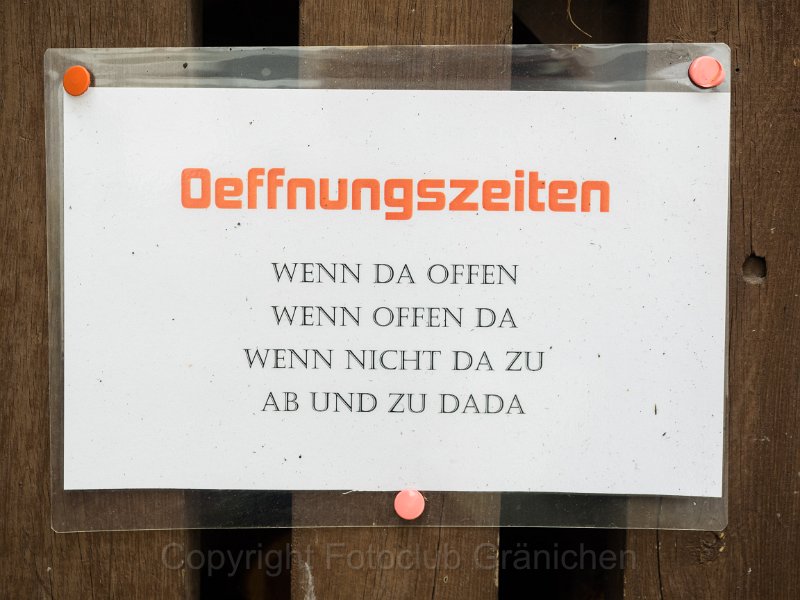 Oeffnungszeiten
WENN DA OFFEN
WENN OFFEN DA
WENN NICHT DA ZU
AB UND ZU DADA
Copyright Fotoclub Gränichen